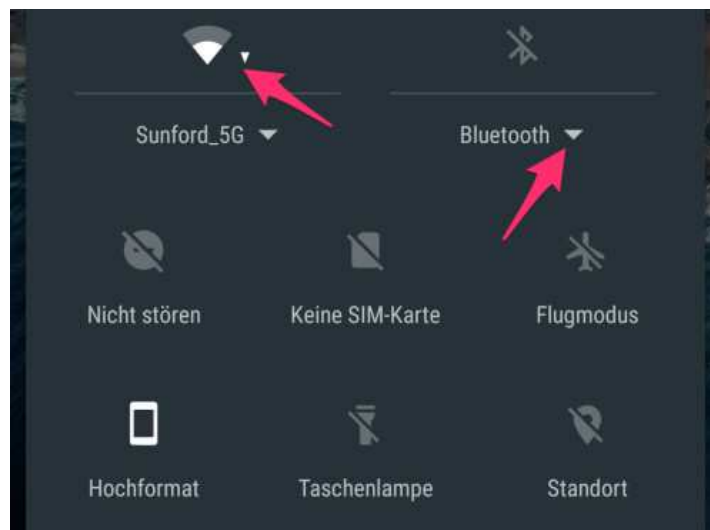 Sunford_5G
Bluetooth
Nicht stören
Keine SIM-Karte
Flugmodus
Hochformat
Taschenlampe
Standort